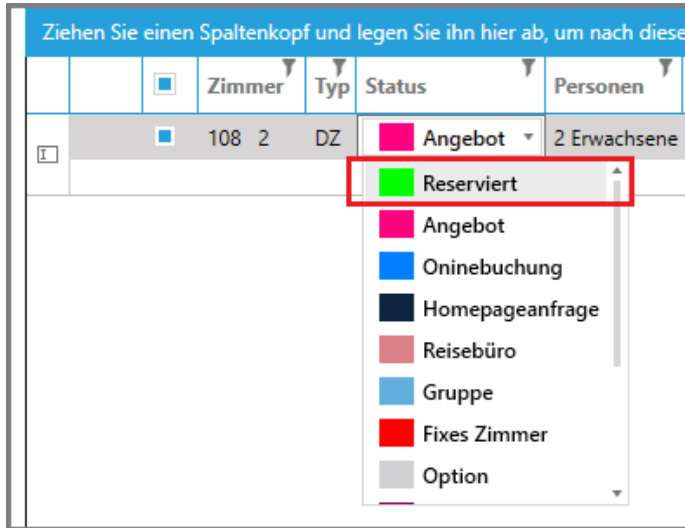 Ziehen Sie einen Spaltenkopf und legen Sie ihn hier ab, um nach diese
Zimmer Typ Status Personen
108 2 DZ Angebot 2 Erwachsene
Reserviert
Angebot
Oninebuchung
Homepageanfrage
Reisebüro
Gruppe
Fixes Zimmer
Option